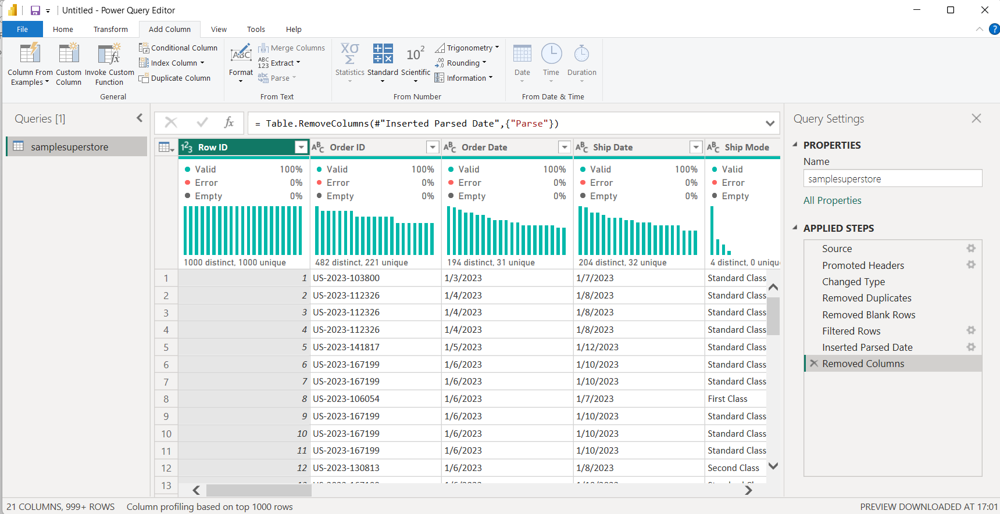 Untitled - Power Query Editor
File Home Transform Add Column View Tools Help
Column From Examples
Custom Column
Invoke Custom Function
Conditional Column
Index Column
Duplicate Column
General
Format
Merge Columns
ABC 123 Extract
abc Parse
From Text
Statistics
Standard
Scientific
10²
Trigonometry
.00 Rounding
Information
From Number
Date
Time
Duration
From Date & Time
Queries [1]
samplesuperstore
fx = Table.RemoveColumns(#"Inserted Parsed Date",{"Parse"})
1²3 Row ID ABC Order ID ABC Order Date ABC Ship Date ABC Ship Mode
Valid 100% Valid 100% Valid 100% Valid 100% Valid
Error 0% Error 0% Error 0% Error 0% Error
Empty 0% Empty 0% Empty 0% Empty 0% Empty
1000 distinct, 1000 unique 482 distinct, 221 unique 194 distinct, 31 unique 204 distinct, 32 unique 4 distinct, 0 uniqu
1 1 US-2023-103800 1/3/2023 1/7/2023 Standard Class
2 2 US-2023-112326 1/4/2023 1/8/2023 Standard Class
3 3 US-2023-112326 1/4/2023 1/8/2023 Standard Class
4 4 US-2023-112326 1/4/2023 1/8/2023 Standard Class
5 5 US-2023-141817 1/5/2023 1/12/2023 Standard Class
6 6 US-2023-167199 1/6/2023 1/10/2023 Standard Class
7 7 US-2023-167199 1/6/2023 1/10/2023 Standard Class
8 8 US-2023-106054 1/6/2023 1/7/2023 First Class
9 9 US-2023-167199 1/6/2023 1/10/2023 Standard Class
10 10 US-2023-167199 1/6/2023 1/10/2023 Standard Class
11 11 US-2023-167199 1/6/2023 1/10/2023 Standard Class
12 12 US-2023-130813 1/6/2023 1/8/2023 Second Class
13
Query Settings
PROPERTIES
Name
samplesuperstore
All Properties
APPLIED STEPS
Source
Promoted Headers
Changed Type
Removed Duplicates
Removed Blank Rows
Filtered Rows
Inserted Parsed Date
Removed Columns
21 COLUMNS, 999+ ROWS Column profiling based on top 1000 rows PREVIEW DOWNLOADED AT 17:01